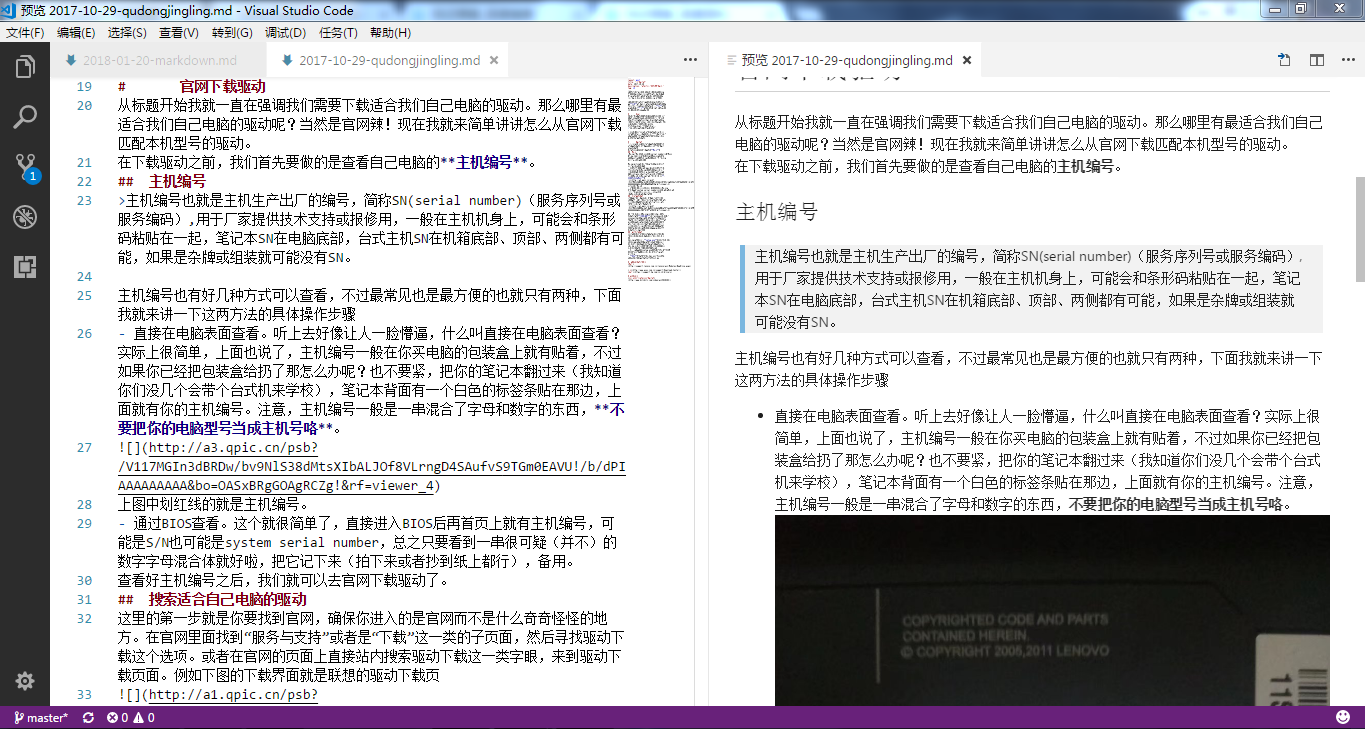 预览 2017-10-29-qudongjingling.md - Visual Studio Code
文件(F) 编辑(E) 选择(S) 查看(V) 转到(G) 调试(D) 任务(T) 帮助(H)
2018-01-20-markdown.md
2017-10-29-qudongjingling.md
19 # 官网下载驱动
20 从标题开始我就一直在强调我们需要下载适合我们自己电脑的驱动。那么哪里有最
适合我们自己电脑的驱动呢？当然是官网辣！现在我就来简单讲讲怎么从官网下载
匹配本机型号的驱动。
21 在下载驱动之前，我们首先要做的是查看自己电脑的**主机编号**。
22 ## 主机编号
23 >主机编号也就是主机生产出厂的编号，简称SN(serial number)（服务序列号或
服务编码）,用于厂家提供技术支持或报修用，一般在主机机身上，可能会和条形
码粘贴在一起，笔记本SN在电脑底部，台式主机SN在机箱底部、顶部、两侧都有可
能，如果是杂牌或组装就可能没有SN。
24
25 主机编号也有好几种方式可以查看，不过最常见也是最方便的也就只有两种，下面
我就来讲一下这两方法的具体操作步骤
26 - 直接在电脑表面查看。听上去好像让人一脸懵逼，什么叫直接在电脑表面查看？
实际上很简单，上面也说了，主机编号一般在你买电脑的包装盒上就有贴着，不过
如果你已经把包装盒给扔了那怎么办呢？也不要紧，把你的笔记本翻过来（我知道
你们没几个会带个台式机来学校），笔记本背面有一个白色的标签条贴在那边，上
面就有你的主机编号。注意，主机编号一般是一串混合了字母和数字的东西，**不
要把你的电脑型号当成主机号咯**。
27 ![](http://a3.qpic.cn/psb?
/V117MGIn3dBRDw/bv9NlS38dMtsXIbALJOf8VLrngD4SAufvS9TGm0EAVU!/b/dPI
AAAAAAAAA&bo=OASxBRgGOAgRCZg!&rf=viewer_4)
28 上图中划红线的就是主机编号。
29 - 通过BIOS查看。这个就很简单了，直接进入BIOS后再首页上就有主机编号，可
能是S/N也可能是system serial number，总之只要看到一串很可疑（并不）的
数字字母混合体就好啦，把它记下来（拍下来或者抄到纸上都行），备用。
30 查看好主机编号之后，我们就可以去官网下载驱动了。
31 ## 搜索适合自己电脑的驱动
32 这里的第一步就是你要找到官网，确保你进入的是官网而不是什么奇奇怪怪的地
方。在官网里面找到“服务与支持”或者是“下载”这一类的子页面，然后寻找驱动下
载这个选项。或者在官网的页面上直接站内搜索驱动下载这一类字眼，来到驱动下
载页面。例如下图的下载界面就是联想的驱动下载页
33 ![](http://a1.qpic.cn/psb?
预览 2017-10-29-qudongjingling.md
官网下载驱动
从标题开始我就一直在强调我们需要下载适合我们自己电脑的驱动。那么哪里有最适合我们自己
电脑的驱动呢？当然是官网辣！现在我就来简单讲讲怎么从官网下载匹配本机型号的驱动。
在下载驱动之前，我们首先要做的是查看自己电脑的主机编号。
主机编号
主机编号也就是主机生产出厂的编号，简称SN(serial number)（服务序列号或服务编码）,
用于厂家提供技术支持或报修用，一般在主机机身上，可能会和条形码粘贴在一起，笔记
本SN在电脑底部，台式主机SN在机箱底部、顶部、两侧都有可能，如果是杂牌或组装就
可能没有SN。
主机编号也有好几种方式可以查看，不过最常见也是最方便的也就只有两种，下面我就来讲一下
这两方法的具体操作步骤
直接在电脑表面查看。听上去好像让人一脸懵逼，什么叫直接在电脑表面查看？实际上很
简单，上面也说了，主机编号一般在你买电脑的包装盒上就有贴着，不过如果你已经把包
装盒给扔了那怎么办呢？也不要紧，把你的笔记本翻过来（我知道你们没几个会带个台式
机来学校），笔记本背面有一个白色的标签条贴在那边，上面就有你的主机编号。注意，
主机编号一般是一串混合了字母和数字的东西，不要把你的电脑型号当成主机号咯。
COPYRIGHTED CODE AND PARTS
CONTAINED HEREIN.
© COPYRIGHT 2005,2011 LENOVO
1
master* 0 0